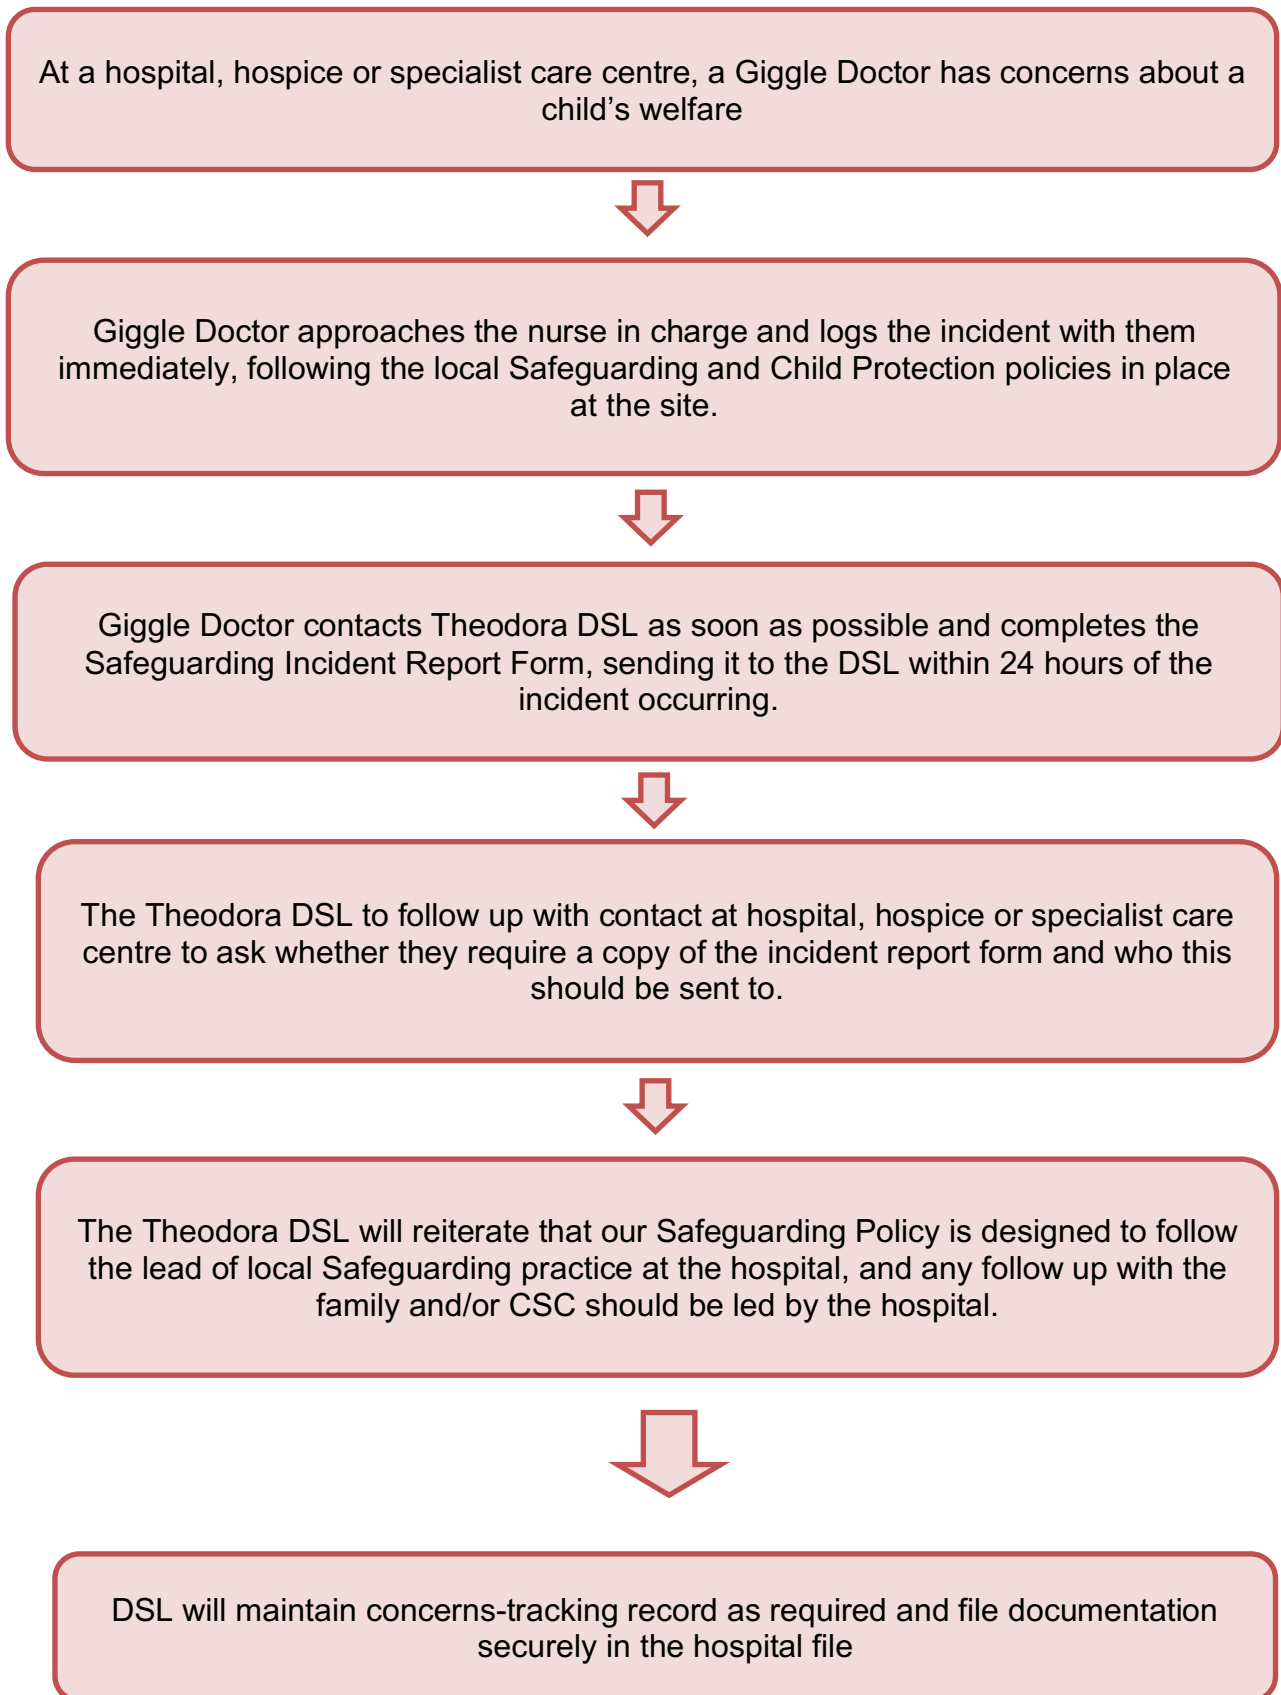 At a hospital, hospice or specialist care centre, a Giggle Doctor has concerns about a
child’s welfare
Giggle Doctor approaches the nurse in charge and logs the incident with them
immediately, following the local Safeguarding and Child Protection policies in place
at the site.
Giggle Doctor contacts Theodora DSL as soon as possible and completes the
Safeguarding Incident Report Form, sending it to the DSL within 24 hours of the
incident occurring.
The Theodora DSL to follow up with contact at hospital, hospice or specialist care
centre to ask whether they require a copy of the incident report form and who this
should be sent to.
The Theodora DSL will reiterate that our Safeguarding Policy is designed to follow
the lead of local Safeguarding practice at the hospital, and any follow up with the
family and/or CSC should be led by the hospital.
DSL will maintain concerns-tracking record as required and file documentation
securely in the hospital file